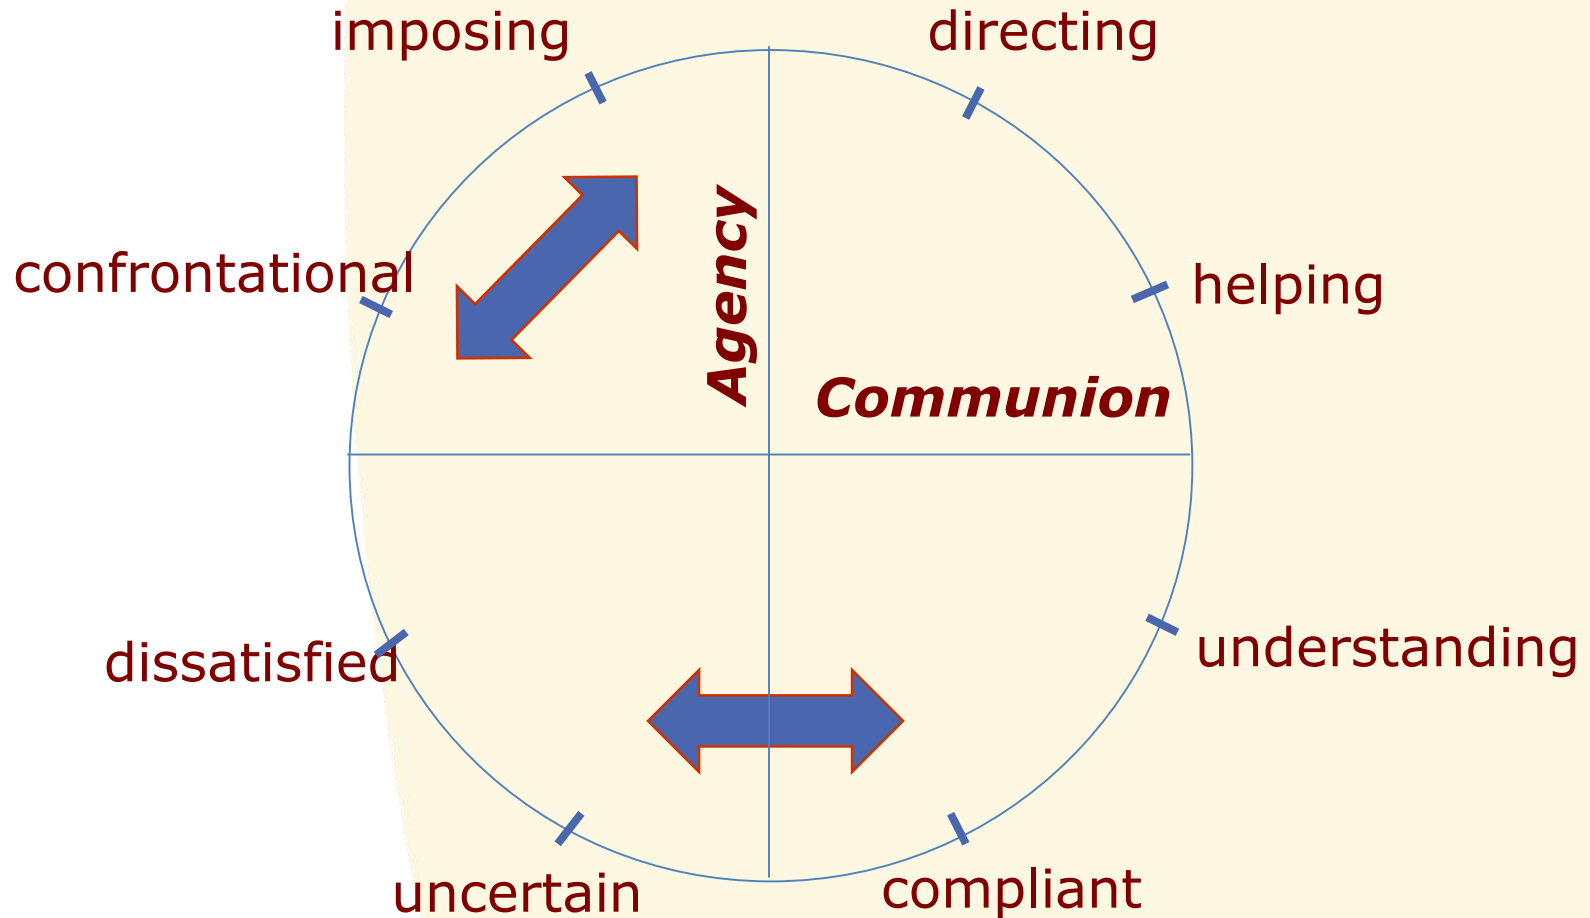 imposing
directing
confrontational
helping
Agency
Communion
dissatisfied
understanding
uncertain
compliant